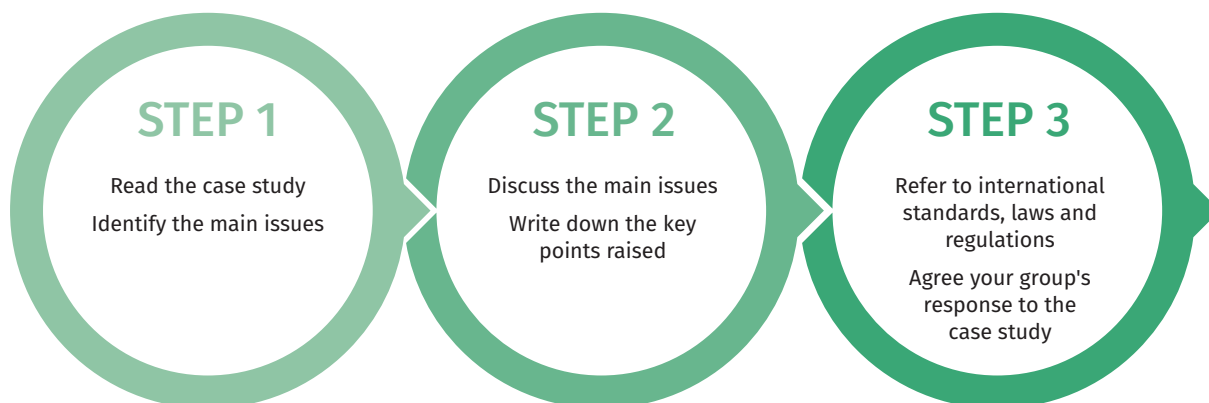 STEP 1
Read the case study
Identify the main issues
STEP 2
Discuss the main issues
Write down the key
points raised
STEP 3
Refer to international
standards, laws and
regulations
Agree your group's
response to the
case study